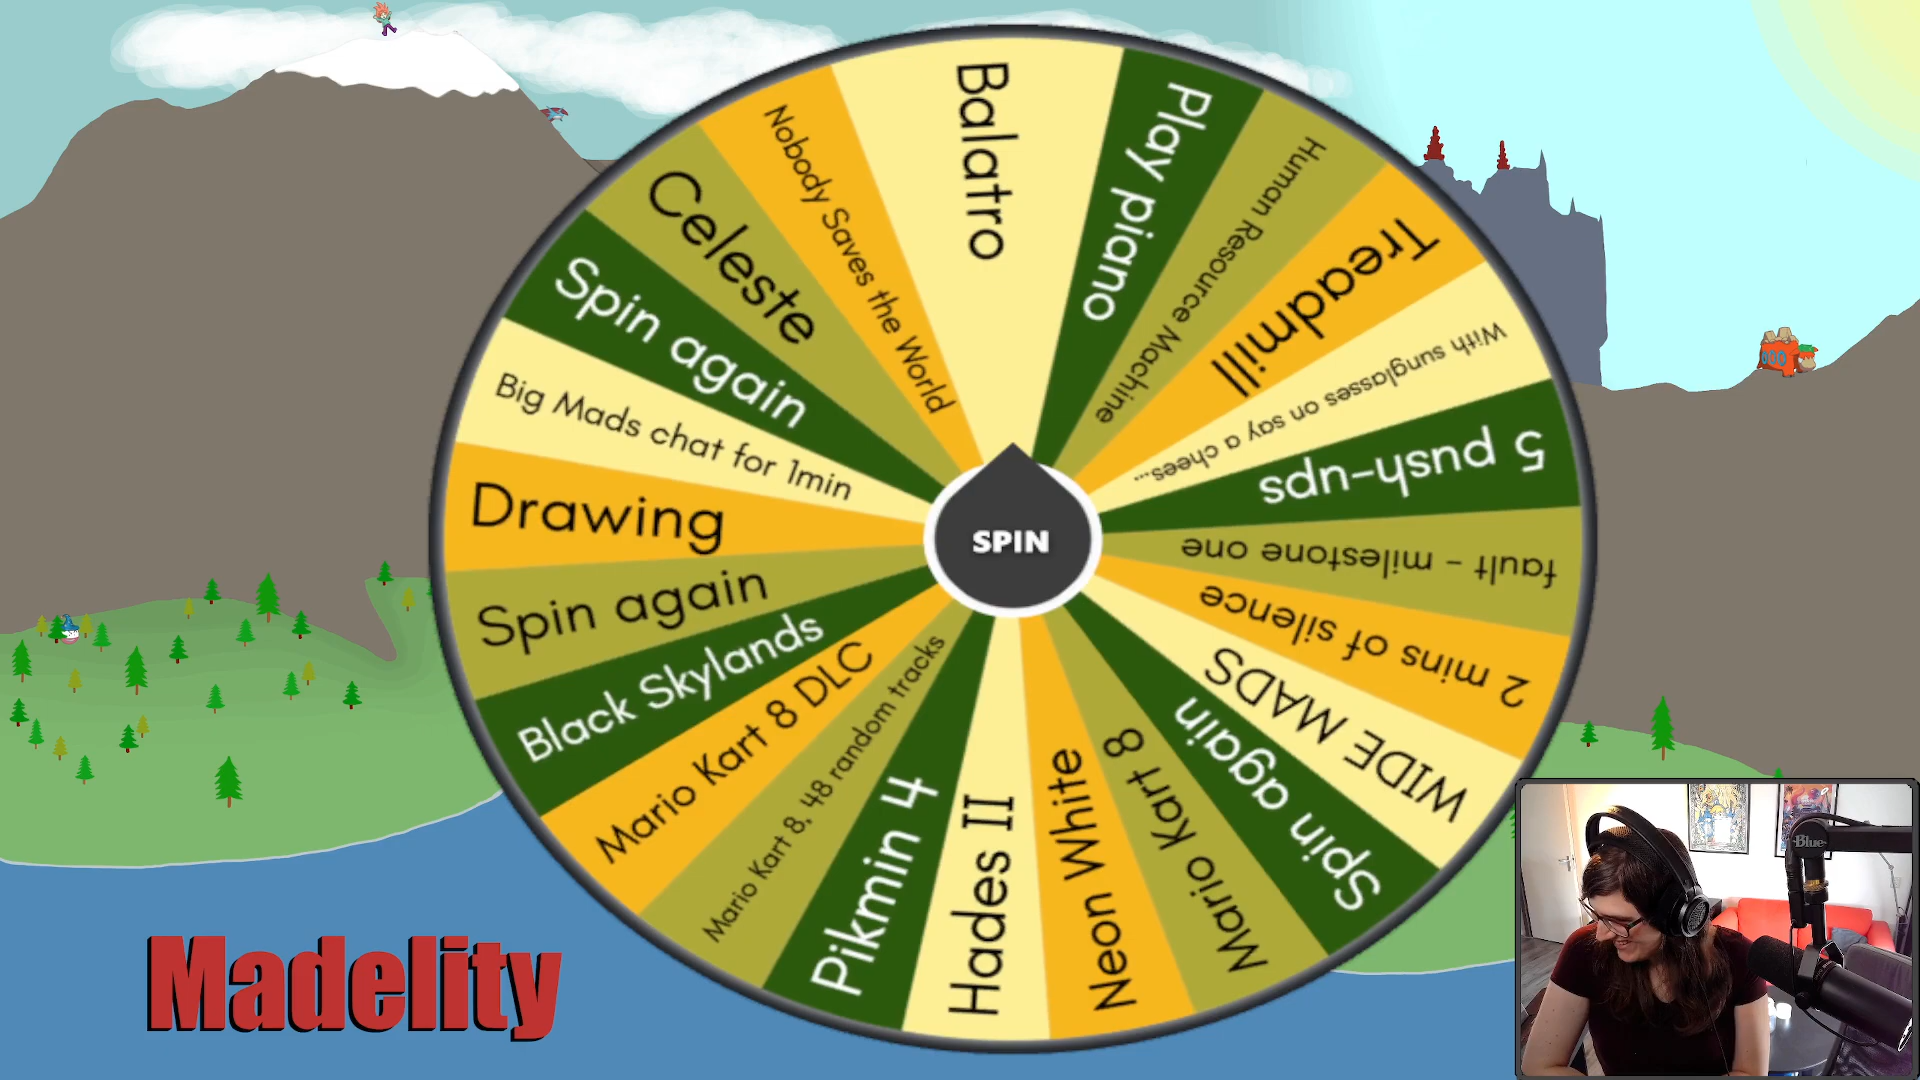 Balatro
Play piano
Human Resource Machine
Treadmill
With sunglasses on say a chees...
5 push-ups
fault - milestone one
2 mins of silence
WIDE MADS
Spin again
Mario Kart 8
Neon White
Hades II
Pikmin 4
Mario Kart 8, 48 random tracks
Mario Kart 8 DLC
Black Skylands
Spin again
Drawing
Big Mads chat for 1min
Spin again
Celeste
Nobody Saves the World
SPIN
Madelity
Blue